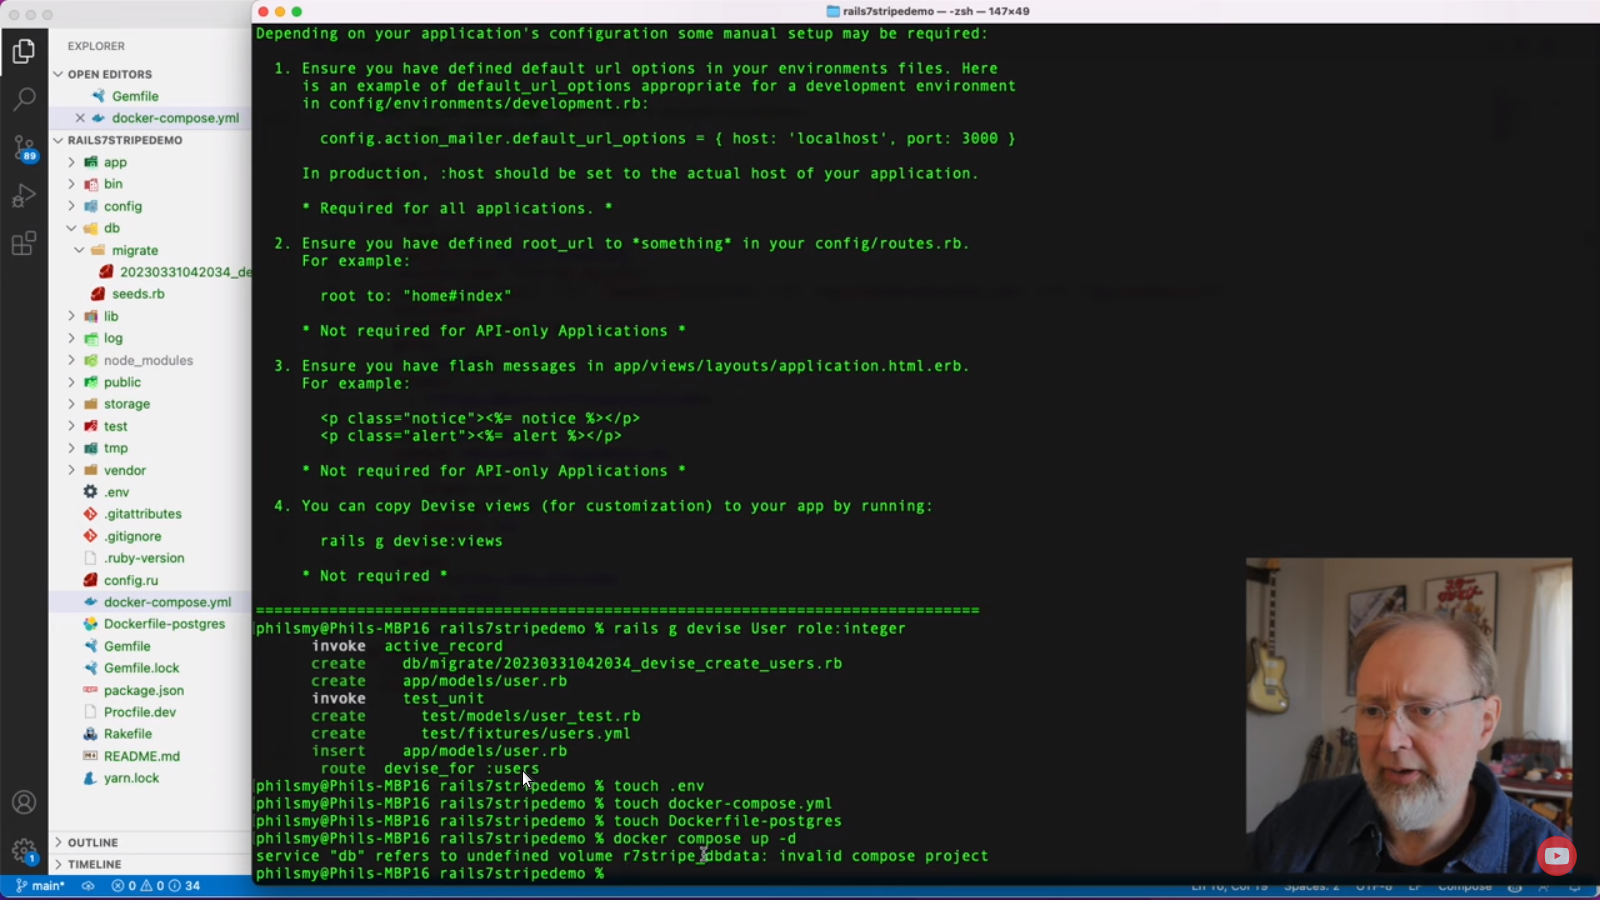 rails7stripedemo — -zsh — 147×49
EXPLORER
OPEN EDITORS
Gemfile
docker-compose.yml
RAILS7STRIPEDEMO
app
bin
config
db
migrate
20230331042034_de
seeds.rb
lib
log
node_modules
public
storage
test
tmp
vendor
.env
.gitattributes
.gitignore
.ruby-version
config.ru
docker-compose.yml
Dockerfile-postgres
Gemfile
Gemfile.lock
package.json
Procfile.dev
Rakefile
README.md
yarn.lock
OUTLINE
TIMELINE
89
1
main*
0 0 34
Depending on your application's configuration some manual setup may be required:
1. Ensure you have defined default url options in your environments files. Here
is an example of default_url_options appropriate for a development environment
in config/environments/development.rb:
config.action_mailer.default_url_options = { host: 'localhost', port: 3000 }
In production, :host should be set to the actual host of your application.
* Required for all applications. *
2. Ensure you have defined root_url to *something* in your config/routes.rb.
For example:
root to: "home#index"
* Not required for API-only Applications *
3. Ensure you have flash messages in app/views/layouts/application.html.erb.
For example:
<p class="notice"><%= notice %></p>
<p class="alert"><%= alert %></p>
* Not required for API-only Applications *
4. You can copy Devise views (for customization) to your app by running:
rails g devise:views
* Not required *
===============================================================================
philsmy@Phils-MBP16 rails7stripedemo % rails g devise User role:integer
invoke active_record
create db/migrate/20230331042034_devise_create_users.rb
create app/models/user.rb
invoke test_unit
create test/models/user_test.rb
create test/fixtures/users.yml
insert app/models/user.rb
route devise_for :users
philsmy@Phils-MBP16 rails7stripedemo % touch .env
philsmy@Phils-MBP16 rails7stripedemo % touch docker-compose.yml
philsmy@Phils-MBP16 rails7stripedemo % touch Dockerfile-postgres
philsmy@Phils-MBP16 rails7stripedemo % docker compose up -d
service "db" refers to undefined volume r7stripe_dbdata: invalid compose project
philsmy@Phils-MBP16 rails7stripedemo %